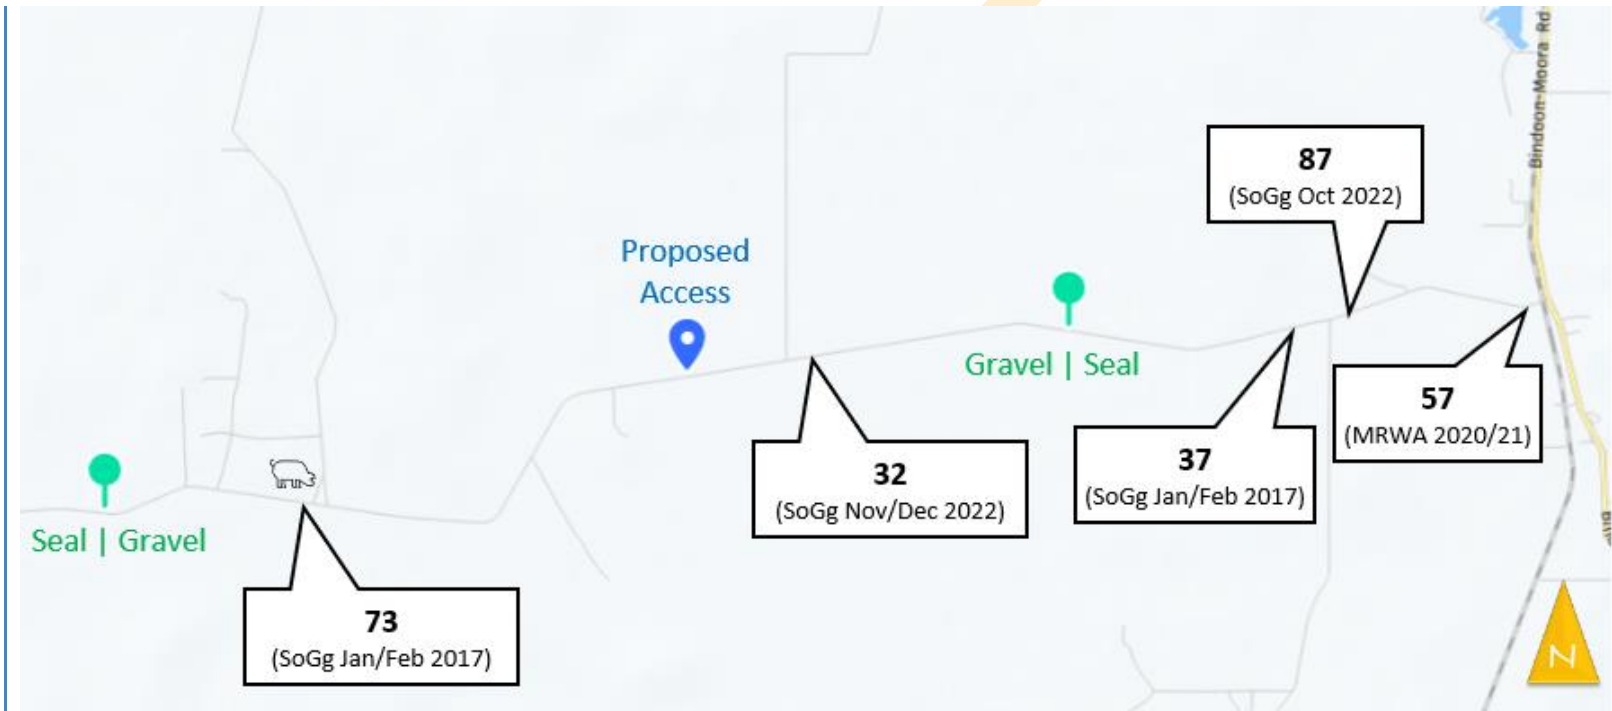 Bindoon-Moora Rd
87
(SoGg Oct 2022)
Proposed
Access
Gravel | Seal
57
(MRWA 2020/21)
37
(SoGg Jan/Feb 2017)
32
(SoGg Nov/Dec 2022)
Seal | Gravel
73
(SoGg Jan/Feb 2017)
N